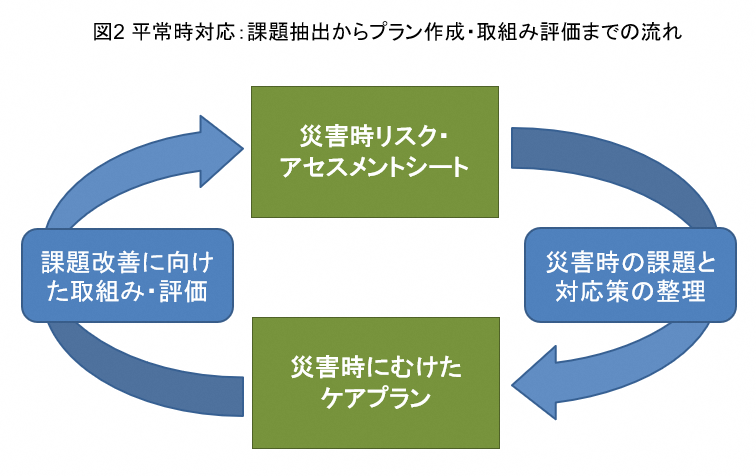 図2 平常時対応：課題抽出からプラン作成・取組み評価までの流れ
災害時リスク・
アセスメントシート
課題改善に向け
た取組み・評価
災害時の課題と
対応策の整理
災害時にむけた
ケアプラン